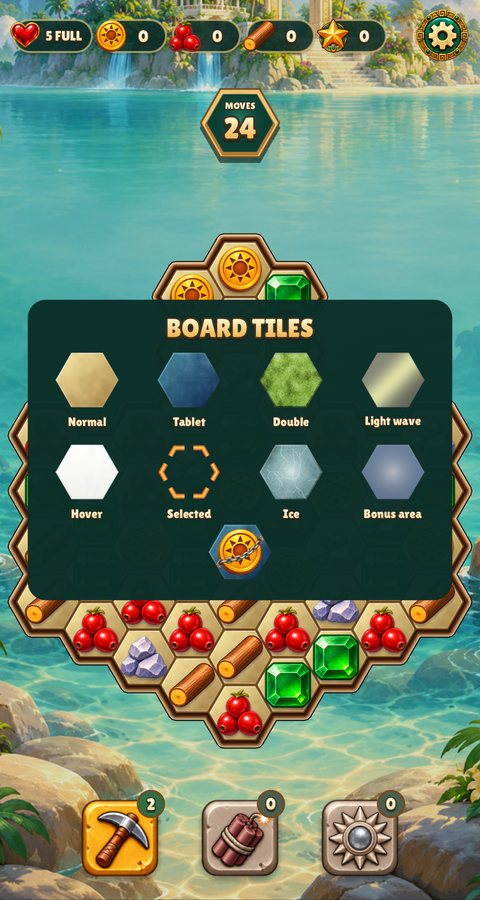 5 FULL 0 0 0 0
MOVES
24
BOARD TILES
Normal Tablet Double Light wave
Hover Selected Ice Bonus area
2 0 0